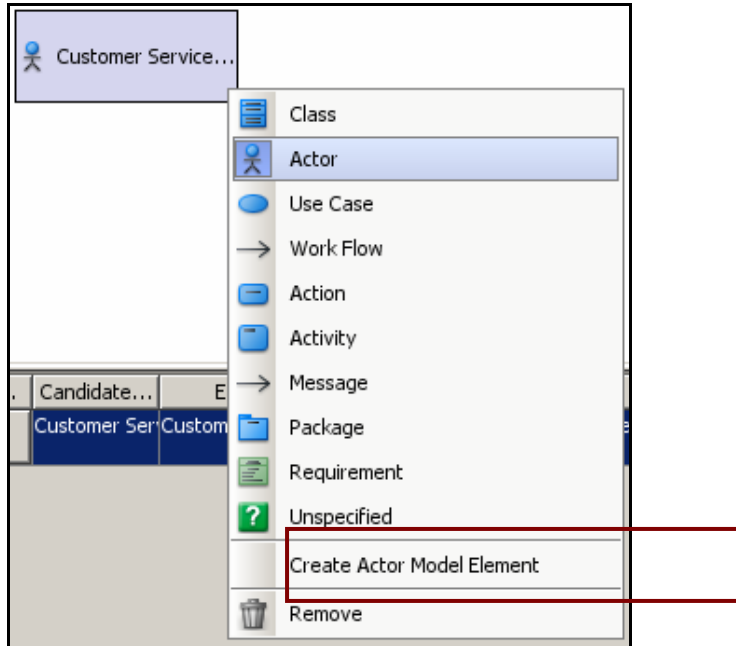 Customer Service...
Class
Actor
Use Case
Work Flow
Action
Activity
Message
Package
Requirement
Unspecified
Create Actor Model Element
Remove
. Candidate... E
Customer Ser Custom e